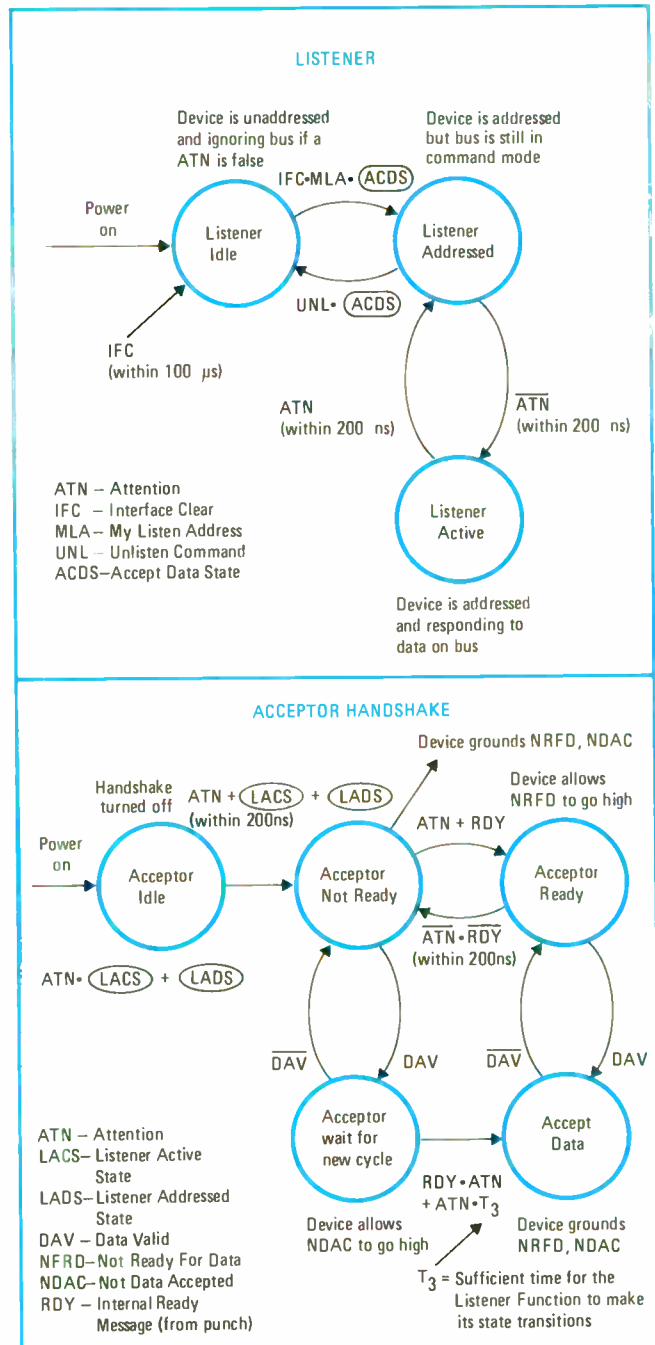 LISTENER
Device is unaddressed
and ignoring bus if a
ATN is false
Device is addressed
but bus is still in
command mode
IFC•MLA• ACDS
Power
on
Listener
Idle
Listener
Addressed
UNL• ACDS
IFC
(within 100 µs)
ATN
(within 200 ns)
A̅T̅N̅
(within 200 ns)
ATN – Attention
IFC – Interface Clear
MLA– My Listen Address
UNL – Unlisten Command
ACDS–Accept Data State
Listener
Active
Device is addressed
and responding to
data on bus
ACCEPTOR HANDSHAKE
Device grounds NRFD, NDAC
Handshake
turned off
ATN + LACS + LADS
(within 200ns)
Device allows
NRFD to go high
ATN + RDY
Power
on
Acceptor
Idle
Acceptor
Not Ready
Acceptor
Ready
A̅T̅N̅•R̅D̅Y̅
(within 200ns)
ATN• LACS + LADS
D̅A̅V̅
DAV
D̅A̅V̅
DAV
Acceptor
wait for
new cycle
Accept
Data
RDY•ATN
+ ATN•T₃
Device allows
NDAC to go high
Device grounds
NRFD, NDAC
T₃ = Sufficient time for the
Listener Function to make
its state transitions
ATN – Attention
LACS– Listener Active
State
LADS– Listener Addressed
State
DAV – Data Valid
NFRD–Not Ready For Data
NDAC–Not Data Accepted
RDY – Internal Ready
Message (from punch)